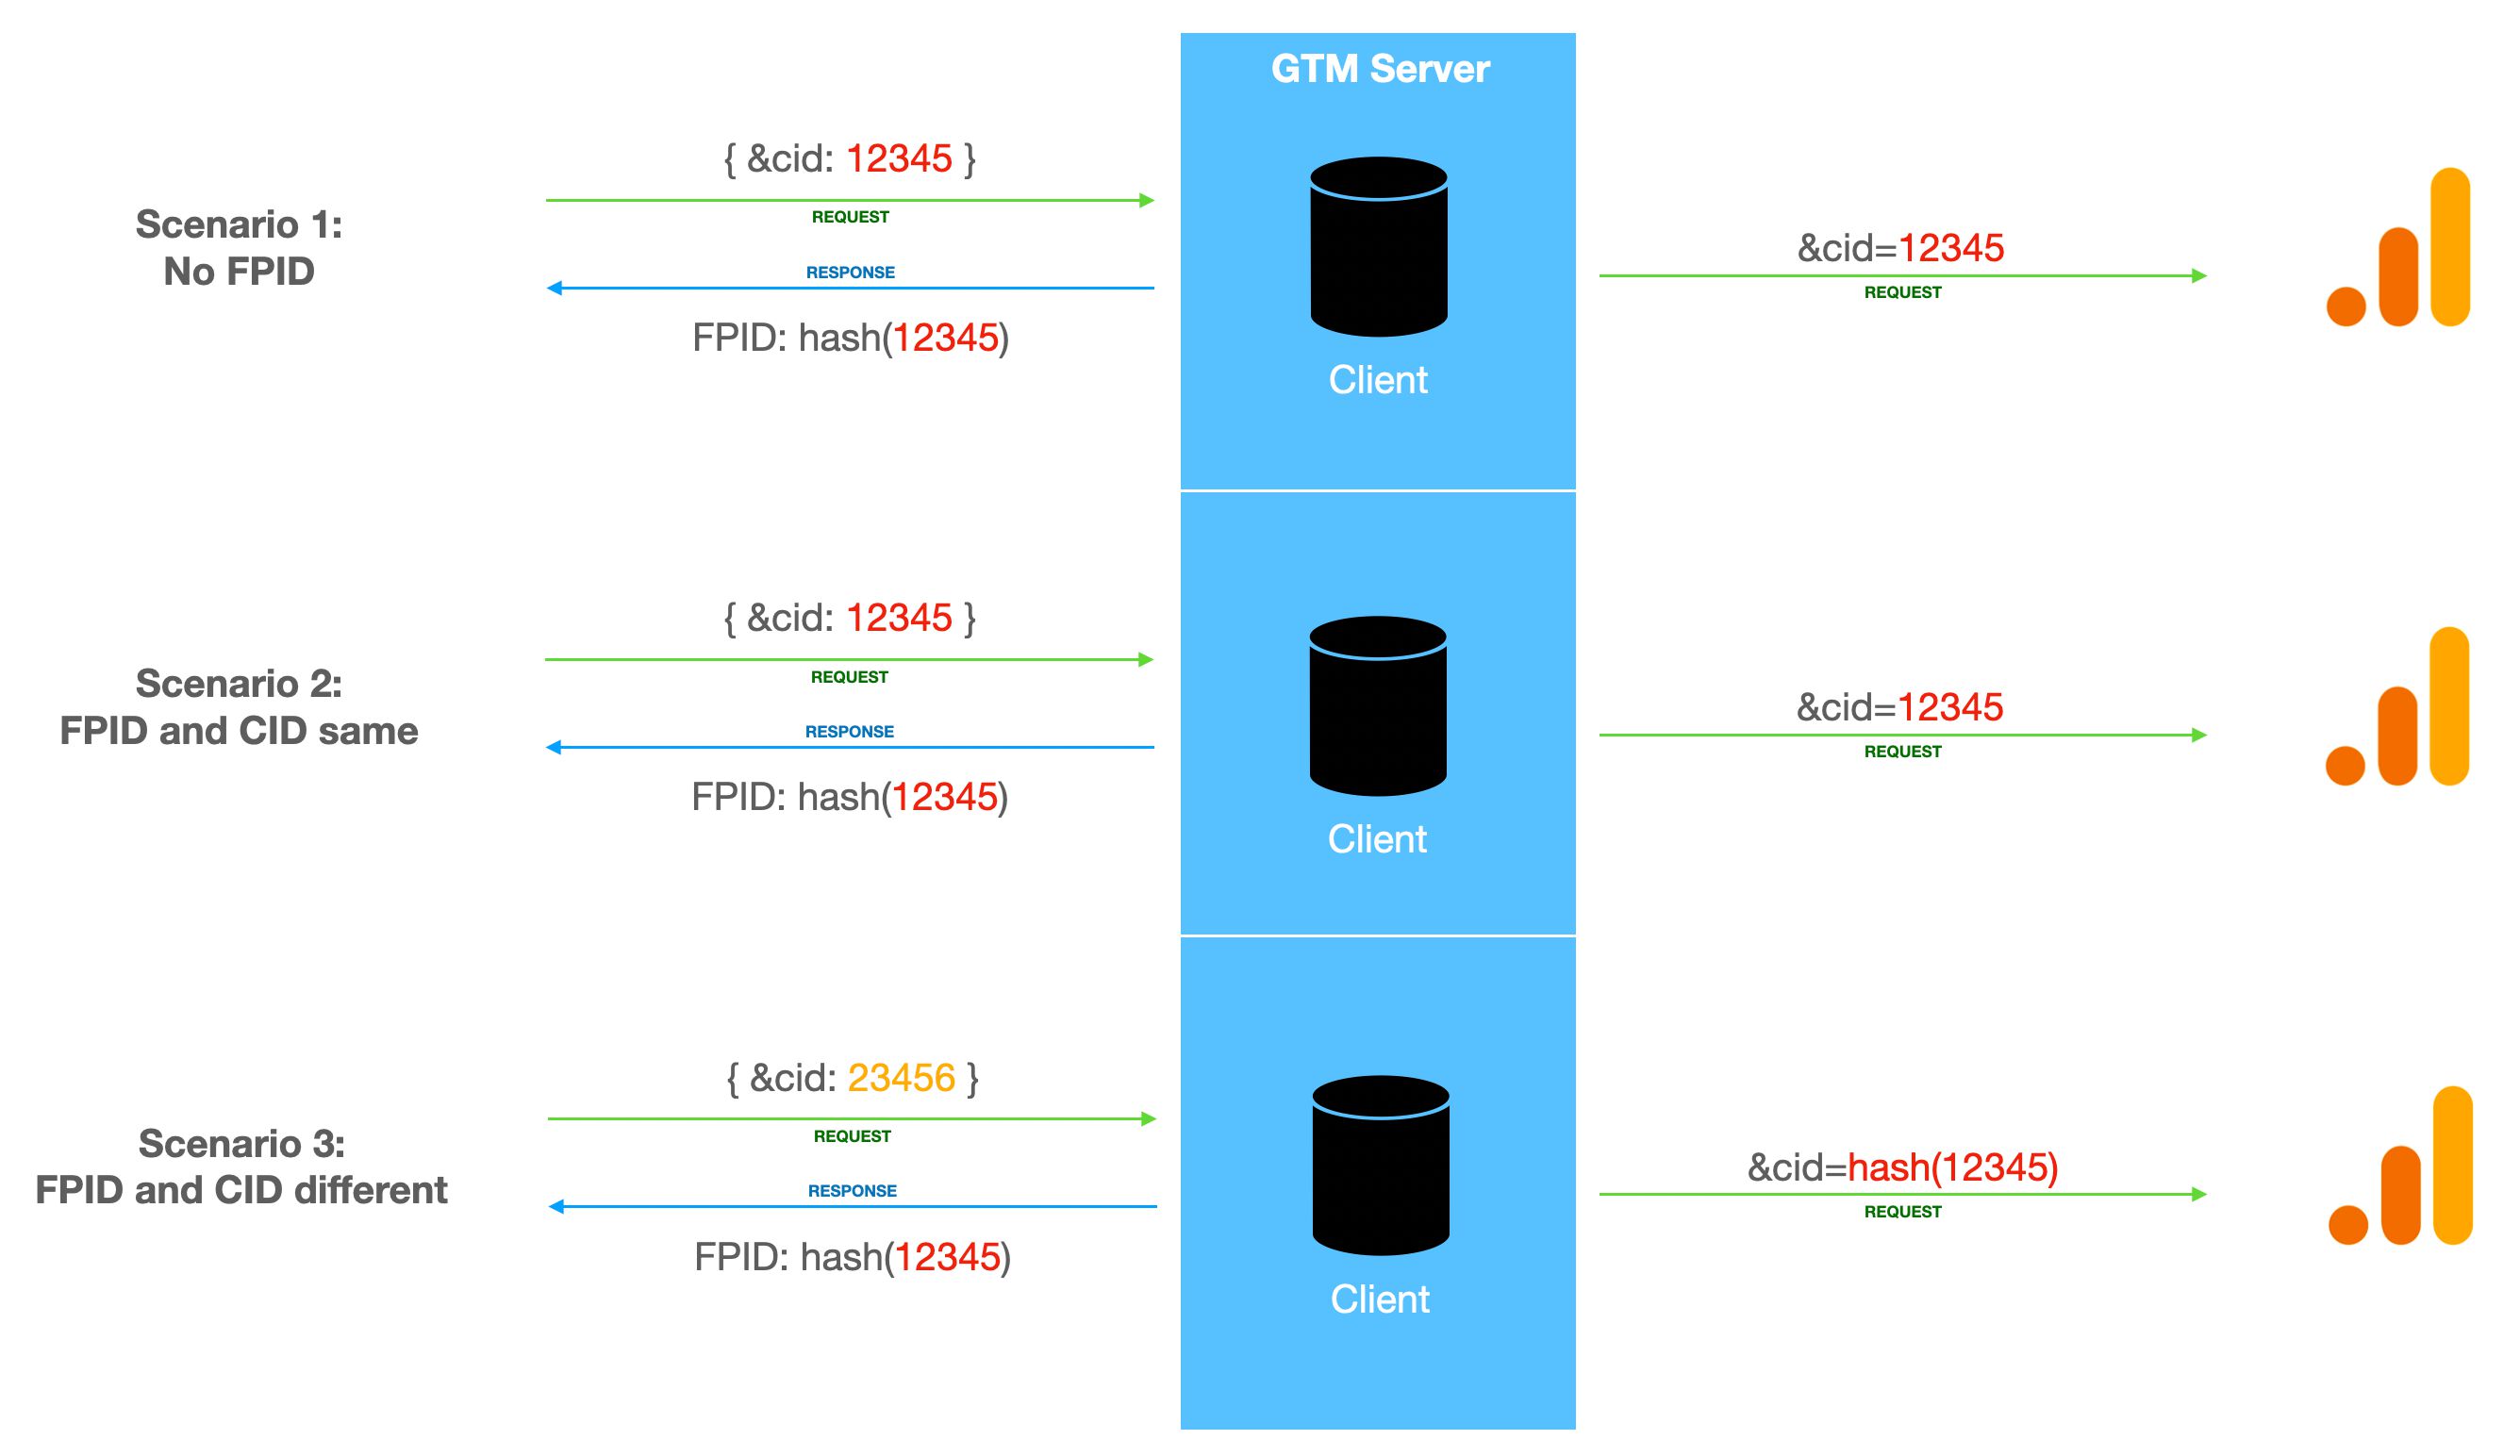 GTM Server
{ &cid: 12345 }
REQUEST
Scenario 1:
No FPID
RESPONSE
FPID: hash(12345)
Client
&cid=12345
REQUEST
{ &cid: 12345 }
REQUEST
Scenario 2:
FPID and CID same
RESPONSE
FPID: hash(12345)
Client
&cid=12345
REQUEST
{ &cid: 23456 }
REQUEST
Scenario 3:
FPID and CID different
RESPONSE
FPID: hash(12345)
Client
&cid=hash(12345)
REQUEST